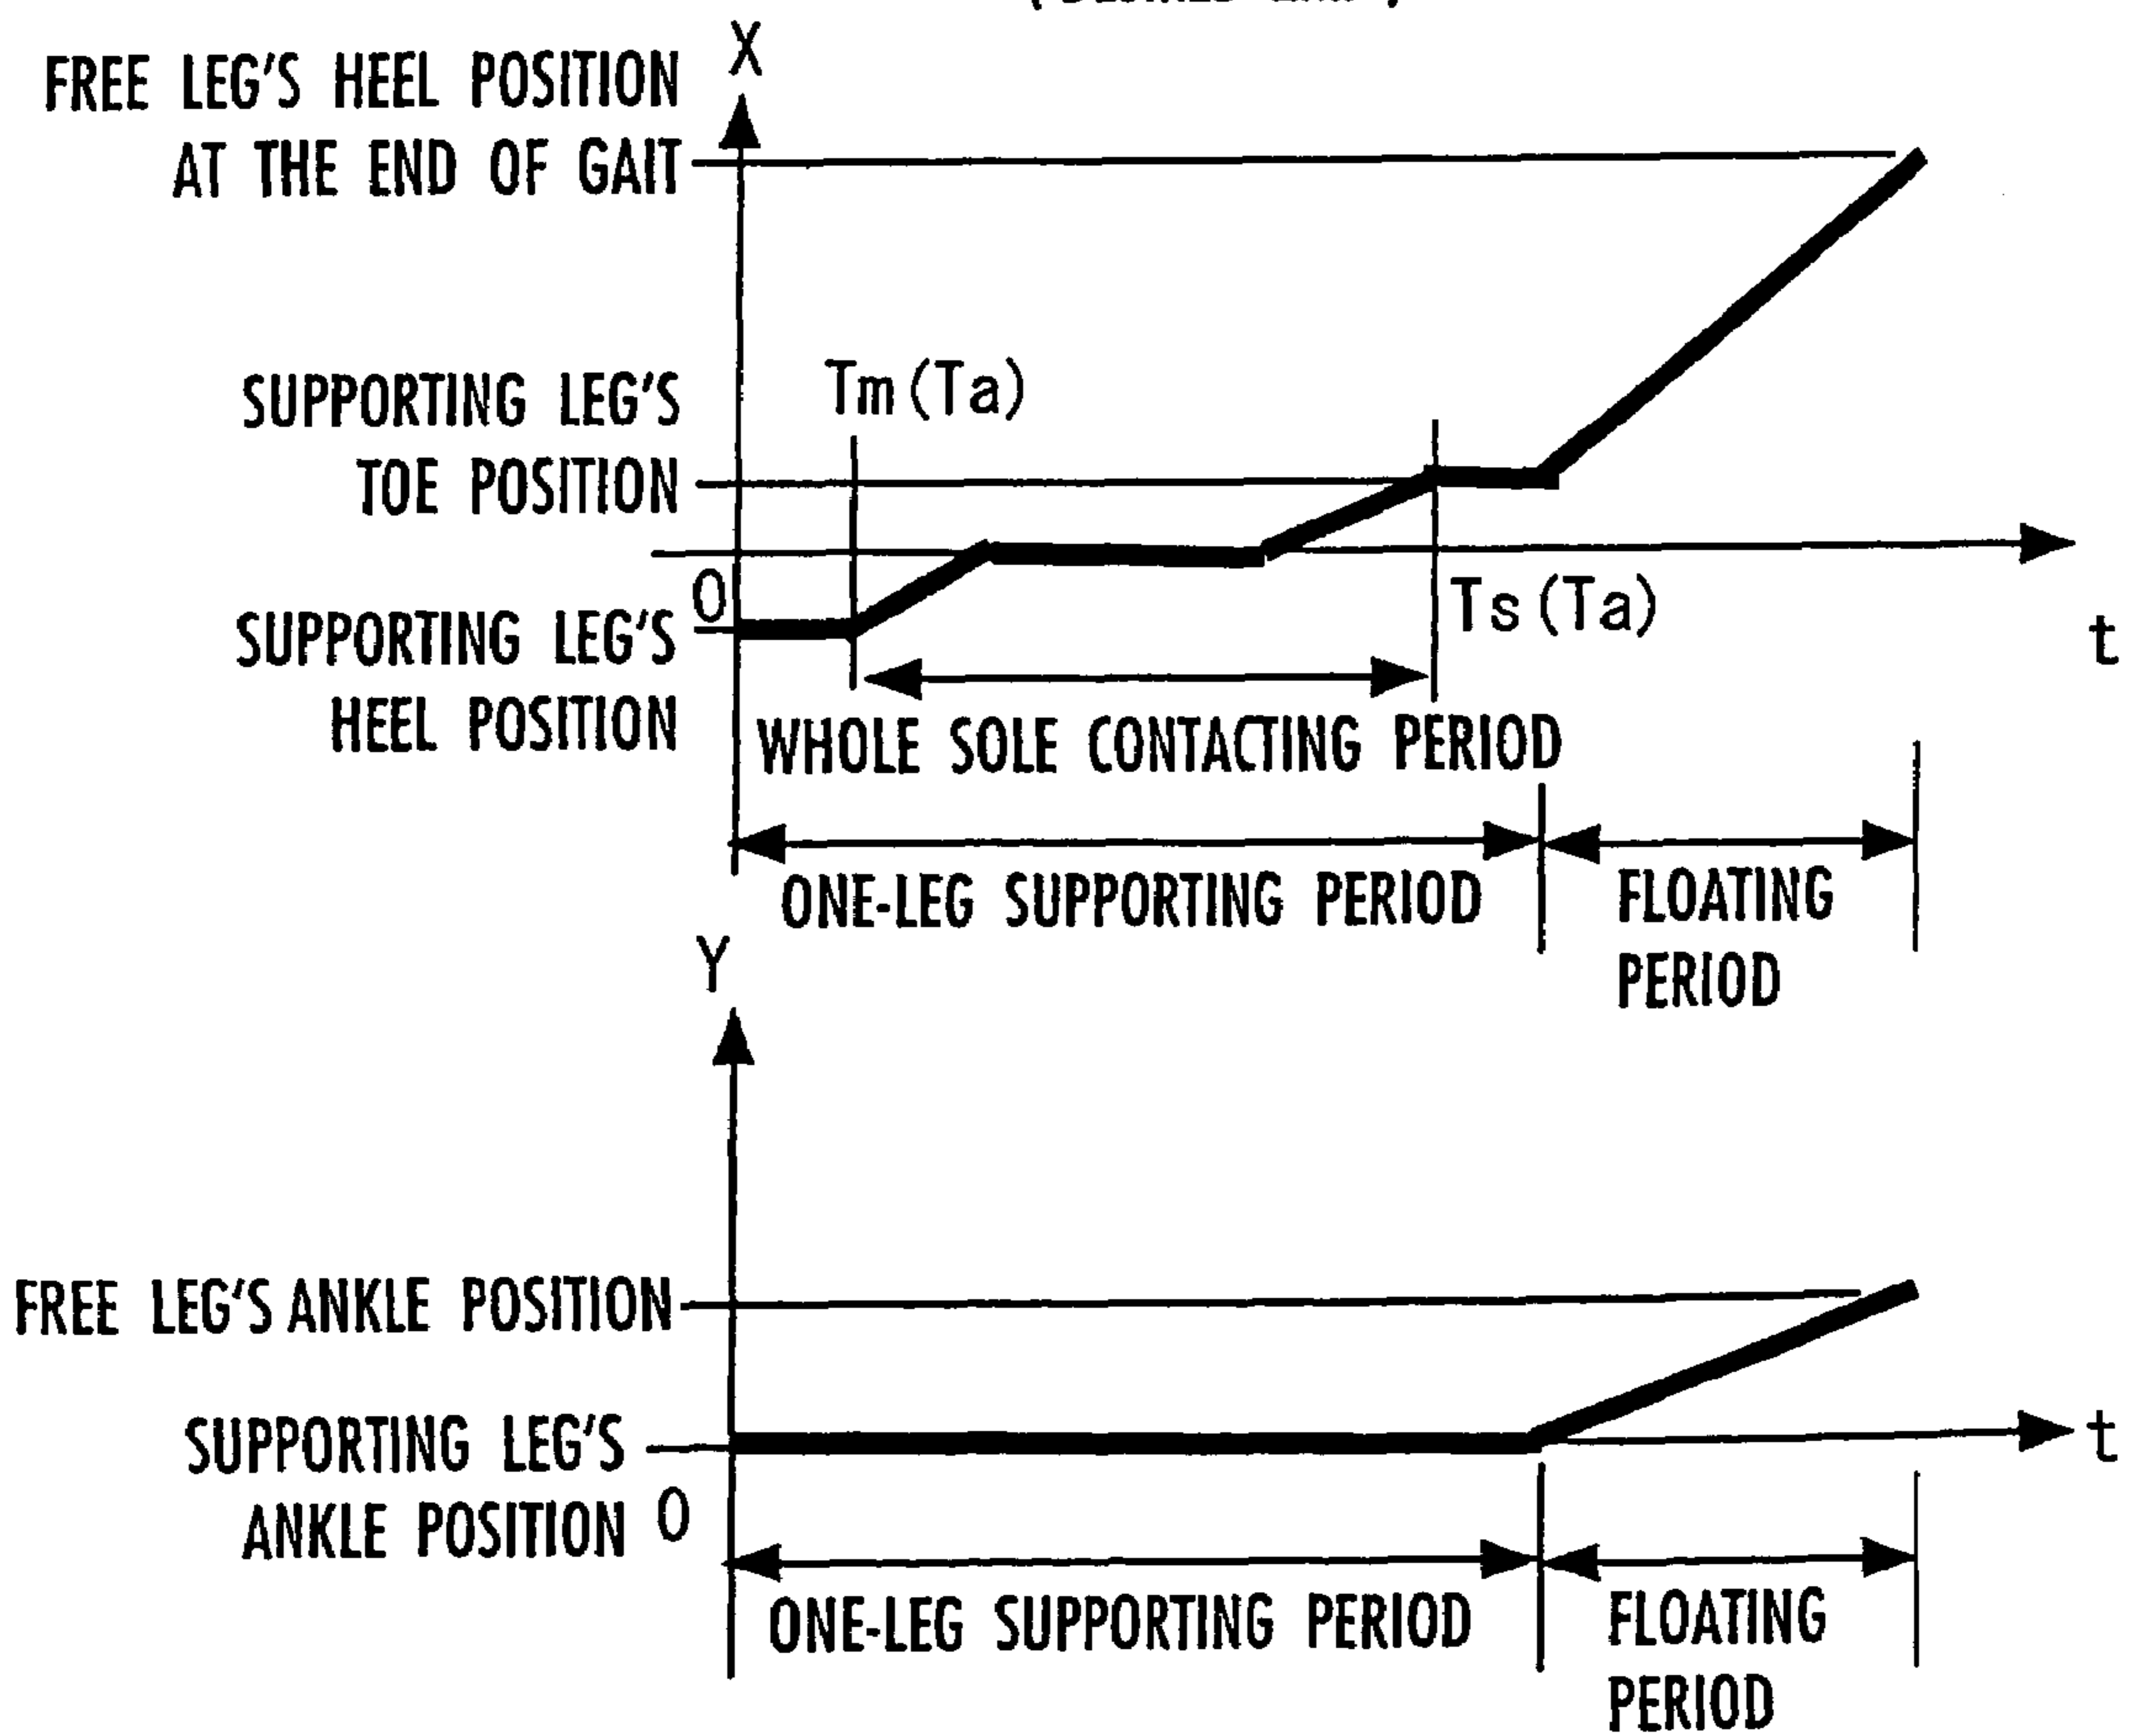 X
FREE LEG'S HEEL POSITION
AT THE END OF GAIT
Tm(Ta)
SUPPORTING LEG'S
TOE POSITION
0
Ts(Ta)
t
SUPPORTING LEG'S
HEEL POSITION
WHOLE SOLE CONTACTING PERIOD
ONE-LEG SUPPORTING PERIOD
FLOATING
PERIOD
Y
FREE LEG'S ANKLE POSITION
SUPPORTING LEG'S
ANKLE POSITION 0
t
ONE-LEG SUPPORTING PERIOD
FLOATING
PERIOD